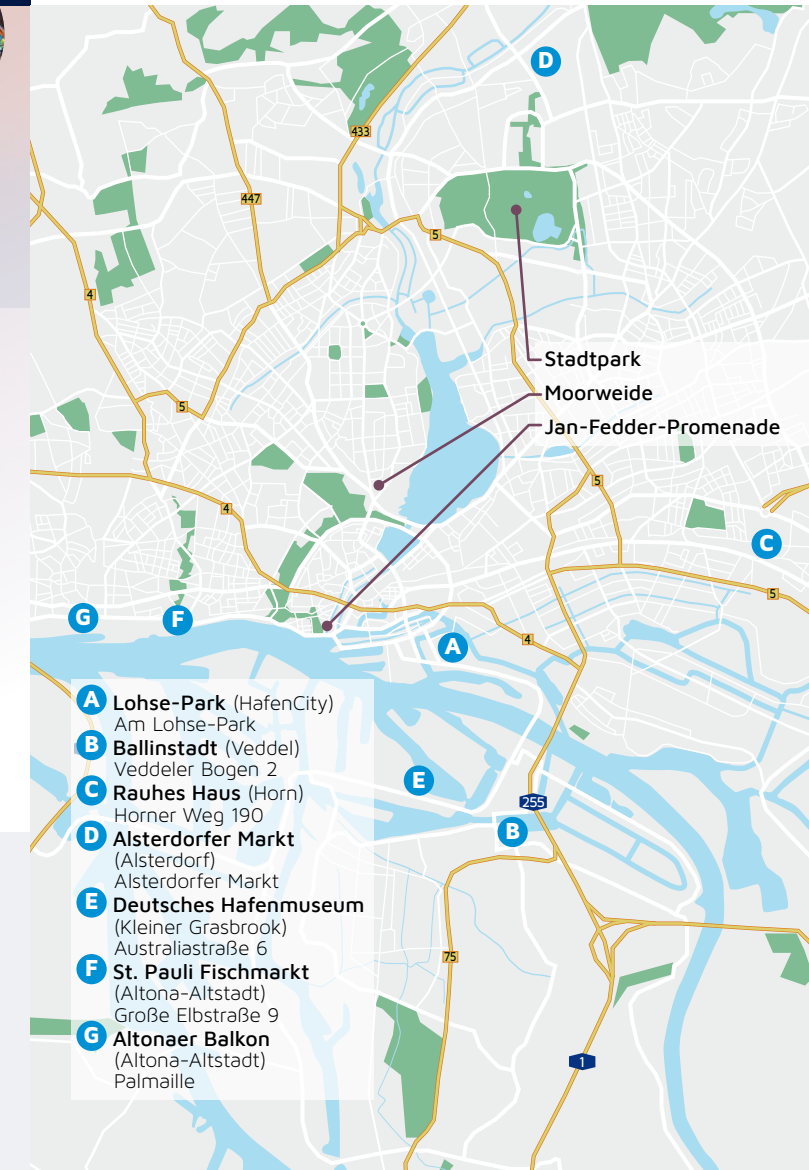 D
433
447
5
4
Stadtpark
Moorweide
5
Jan-Fedder-Promenade
5
4
C
5
G
F
A
4
A Lohse-Park (HafenCity)
Am Lohse-Park
B Ballinstadt (Veddel)
Veddeler Bogen 2
C Rauhes Haus (Horn)
Horner Weg 190
D Alsterdorfer Markt
(Alsterdorf)
Alsterdorfer Markt
E Deutsches Hafenmuseum
(Kleiner Grasbrook)
Australiastraße 6
F St. Pauli Fischmarkt
(Altona-Altstadt)
Große Elbstraße 9
G Altonaer Balkon
(Altona-Altstadt)
Palmaille
E
255
B
75
1